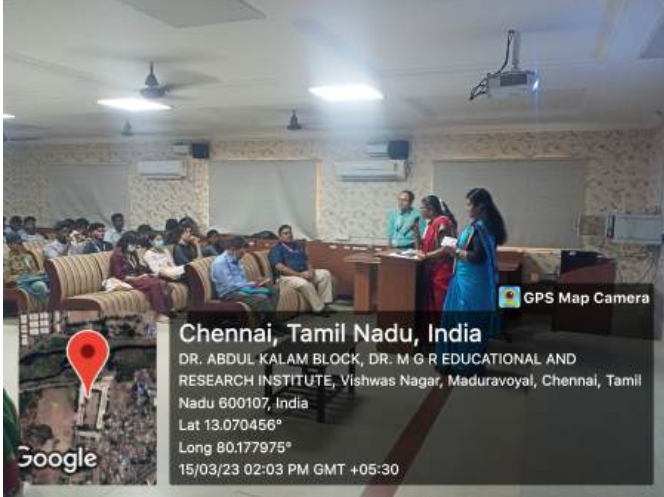 GPS Map Camera
Chennai, Tamil Nadu, India
DR. ABDUL KALAM BLOCK, DR. M G R EDUCATIONAL AND
RESEARCH INSTITUTE, Vishwas Nagar, Maduravoyal, Chennai, Tamil
Nadu 600107, India
Lat 13.070456°
Long 80.177975°
15/03/23 02:03 PM GMT +05:30
Google